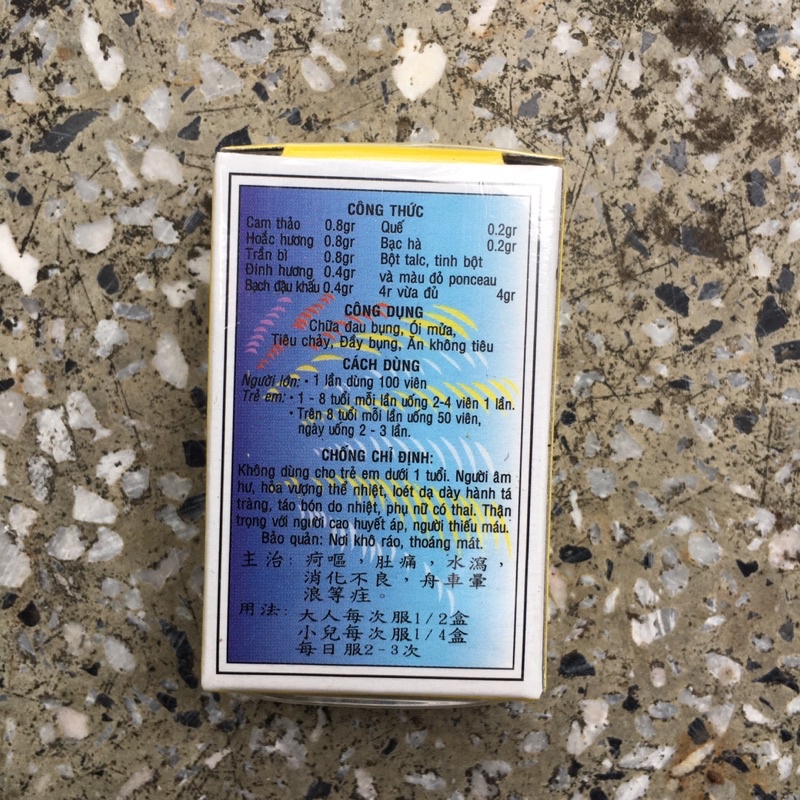 CÔNG THỨC
Cam thảo 0.8gr Quế 0.2gr
Hoắc hương 0.8gr Bạc hà 0.2gr
Trần bì 0.8gr Bột talc, tinh bột
Đinh hương 0.4gr và màu đỏ ponceau
Bạch đậu khấu 0.4gr 4r vừa đủ 4gr
CÔNG DỤNG
Chữa đau bụng, Ói mửa,
Tiêu chảy, Đầy bụng, Ăn không tiêu
CÁCH DÙNG
Người lớn: • 1 lần dùng 100 viên
Trẻ em: • 1 - 8 tuổi mỗi lần uống 2-4 viên 1 lần.
• Trên 8 tuổi mỗi lần uống 50 viên,
ngày uống 2 - 3 lần.
CHỐNG CHỈ ĐỊNH:
Không dùng cho trẻ em dưới 1 tuổi. Người âm
hư, hỏa vượng thể nhiệt, loét dạ dày hành tá
tràng, táo bón do nhiệt, phụ nữ có thai. Thận
trọng với người cao huyết áp, người thiếu máu.
Bảo quản: Nơi khô ráo, thoáng mát.
主治: 疴嘔，肚痛，水瀉，
消化不良，舟車暈
浪等症。
用法: 大人每次服1/2盒
小兒每次服1/4盒
每日服2-3次